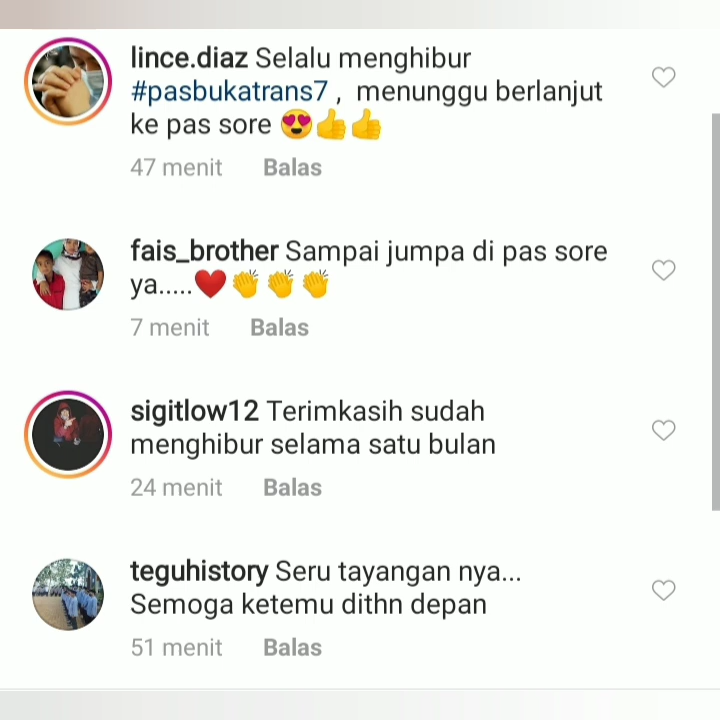 lince.diaz Selalu menghibur
#pasbukatrans7 , menunggu berlanjut
ke pas sore 😍👍👍
47 menit Balas
fais_brother Sampai jumpa di pas sore
ya.....❤️👏👏👏
7 menit Balas
sigitlow12 Terimkasih sudah
menghibur selama satu bulan
24 menit Balas
teguhistory Seru tayangan nya...
Semoga ketemu dithn depan
51 menit Balas